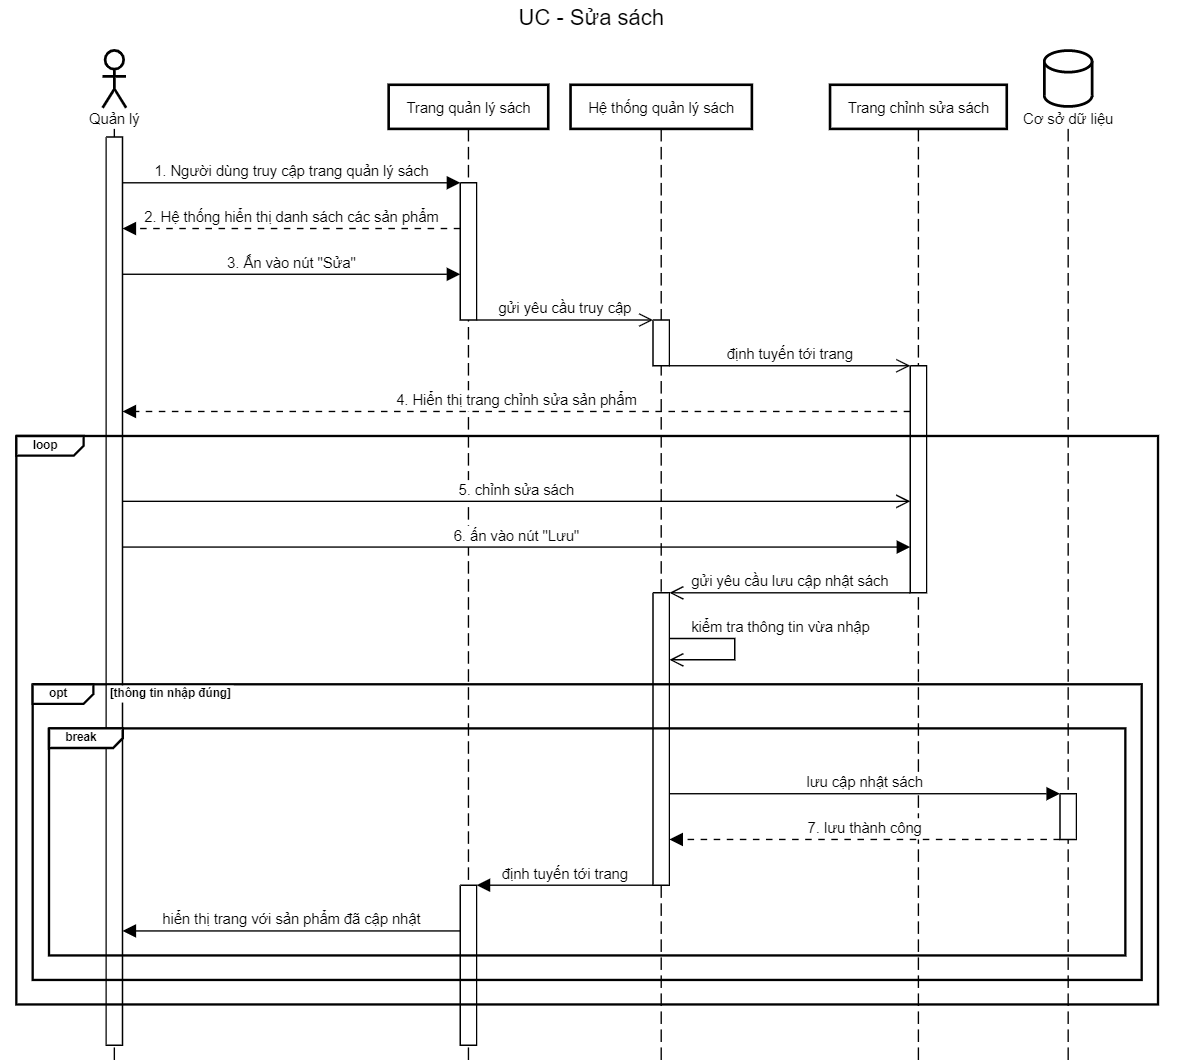 UC - Sửa sách
Quản lý
Trang quản lý sách
Hệ thống quản lý sách
Trang chỉnh sửa sách
Cơ sở dữ liệu
1. Người dùng truy cập trang quản lý sách
2. Hệ thống hiển thị danh sách các sản phẩm
3. Ấn vào nút "Sửa"
gửi yêu cầu truy cập
định tuyến tới trang
4. Hiển thị trang chỉnh sửa sản phẩm
loop
5. chỉnh sửa sách
6. ấn vào nút "Lưu"
gửi yêu cầu lưu cập nhật sách
kiểm tra thông tin vừa nhập
opt
[thông tin nhập đúng]
break
lưu cập nhật sách
7. lưu thành công
định tuyến tới trang
hiển thị trang với sản phẩm đã cập nhật